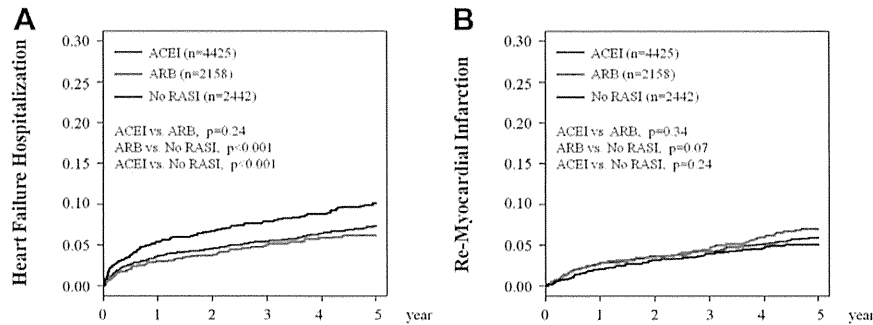 A
Heart Failure Hospitalization
0.30
0.25
0.20
0.15
0.10
0.05
0.00
ACEI (n=4425)
ARB (n=2158)
No RASI (n=2442)
ACEI vs. ARB, p=0.24
ARB vs. No RASI, p<0.001
ACEI vs. No RASI, p<0.001
0 1 2 3 4 5 year
B
Re-Myocardial Infarction
0.30
0.25
0.20
0.15
0.10
0.05
0.00
ACEI (n=4425)
ARB (n=2158)
No RASI (n=2442)
ACEI vs. ARB, p=0.34
ARB vs. No RASI, p=0.07
ACEI vs. No RASI, p=0.24
0 1 2 3 4 5 year